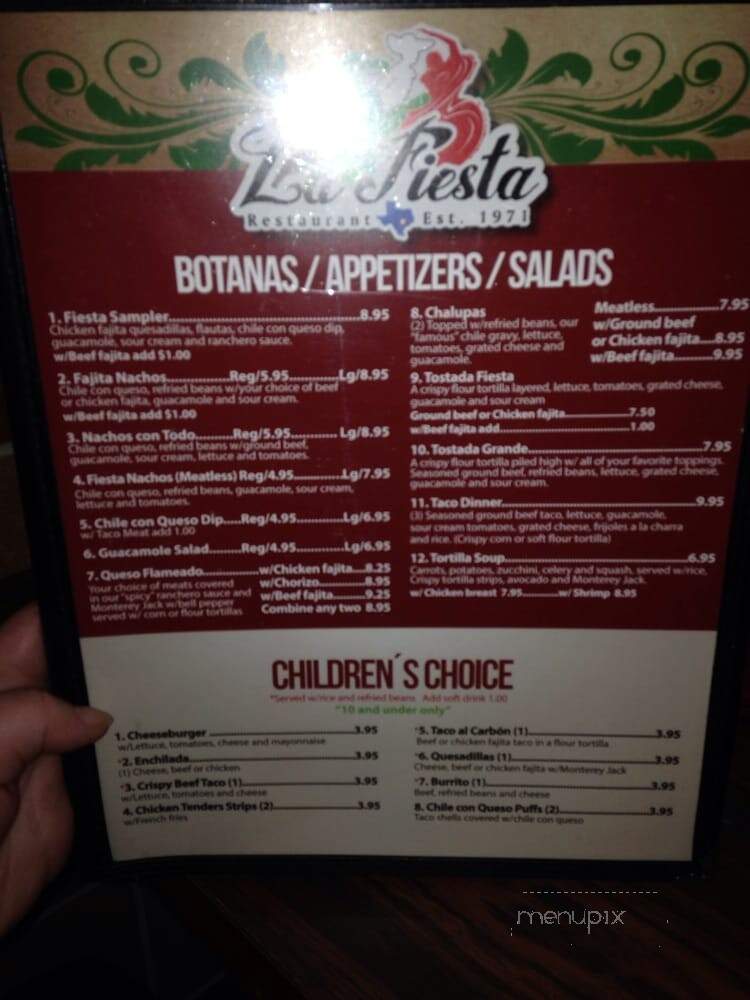 La Fiesta
Restaurant Est. 1971
BOTANAS / APPETIZERS / SALADS
1. Fiesta Sampler..........8.95
Chicken fajita quesadillas, flautas, chile con queso dip,
guacamole, sour cream and ranchero sauce.
w/Beef fajita add $1.00
2. Fajita Nachos..........Reg/5.95..........Lg/8.95
Chile con queso, refried beans w/your choice of beef
or chicken fajita, guacamole and sour cream.
w/Beef fajita add $1.00
3. Nachos con Todo..........Reg/5.95..........Lg/8.95
Chile con queso, refried beans w/ground beef,
guacamole, sour cream, lettuce and tomatoes.
4. Fiesta Nachos (Meatless) Reg/4.95..........Lg/7.95
Chile con queso, refried beans, guacamole, sour cream,
lettuce and tomatoes.
5. Chile con Queso Dip.....Reg/4.95..........Lg/6.95
w/ Taco Meat add 1.00
6. Guacamole Salad.......Reg/4.95..........Lg/6.95
7. Queso Flameado..........w/Chicken fajita....8.25
Your choice of meats covered w/Chorizo..........8.95
in our "spicy" ranchero sauce and w/Beef fajita..........9.25
Monterey Jack w/bell pepper Combine any two 8.95
served w/ corn or flour tortillas
8. Chalupas Meatless..........7.95
(2) Topped w/refried beans, our w/Ground beef
"famous" chile gravy, lettuce, or Chicken fajita....8.95
tomatoes, grated cheese and w/Beef fajita..........9.95
guacamole.
9. Tostada Fiesta
A crispy flour tortilla layered, lettuce, tomatoes, grated cheese,
guacamole and sour cream
Ground beef or Chicken fajita..........7.50
w/Beef fajita add..........1.00
10. Tostada Grande..........7.95
A crispy flour tortilla piled high w/ all of your favorite toppings.
Seasoned ground beef, refried beans, lettuce, grated cheese,
guacamole and sour cream.
11. Taco Dinner..........9.95
(3) Seasoned ground beef taco, lettuce, guacamole,
sour cream tomatoes, grated cheese, frijoles a la charra
and rice. (Crispy corn or soft flour tortilla)
12. Tortilla Soup..........6.95
Carrots, potatoes, zucchini, celery and squash, served w/rice,
Crispy tortilla strips, avocado and Monterey Jack.
w/ Chicken breast 7.95..........w/ Shrimp 8.95
CHILDREN´S CHOICE
*Served w/rice and refried beans Add soft drink 1.00
"10 and under only"
1. Cheeseburger..........3.95
w/Lettuce, tomatoes, cheese and mayonnaise
*2. Enchilada..........3.95
(1) Cheese, beef or chicken
*3. Crispy Beef Taco (1)..........3.95
w/Lettuce, tomatoes and cheese
4. Chicken Tenders Strips (2)..........3.95
w/French fries
*5. Taco al Carbón (1)..........3.95
Beef or chicken fajita taco in a flour tortilla
*6. Quesadillas (1)..........3.95
Cheese, beef or chicken fajita w/Monterey Jack
*7. Burrito (1)..........3.95
Beef, refried beans and cheese
8. Chile con Queso Puffs (2)..........3.95
Taco shells covered w/chile con queso
menupix